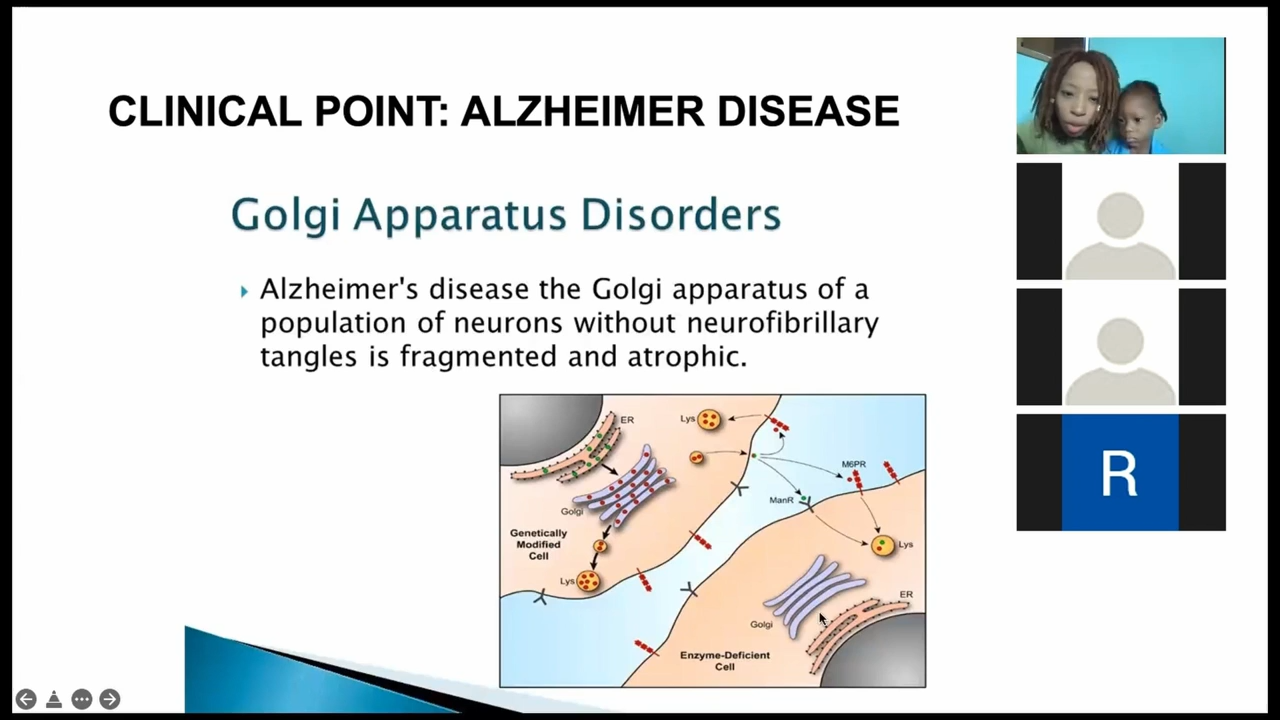 CLINICAL POINT: ALZHEIMER DISEASE
Golgi Apparatus Disorders
Alzheimer's disease the Golgi apparatus of a
population of neurons without neurofibrillary
tangles is fragmented and atrophic.
ER
Lys
Golgi
Genetically
Modified
Cell
Lys
M6PR
ManR
Lys
ER
Golgi
Enzyme-Deficient
Cell
R